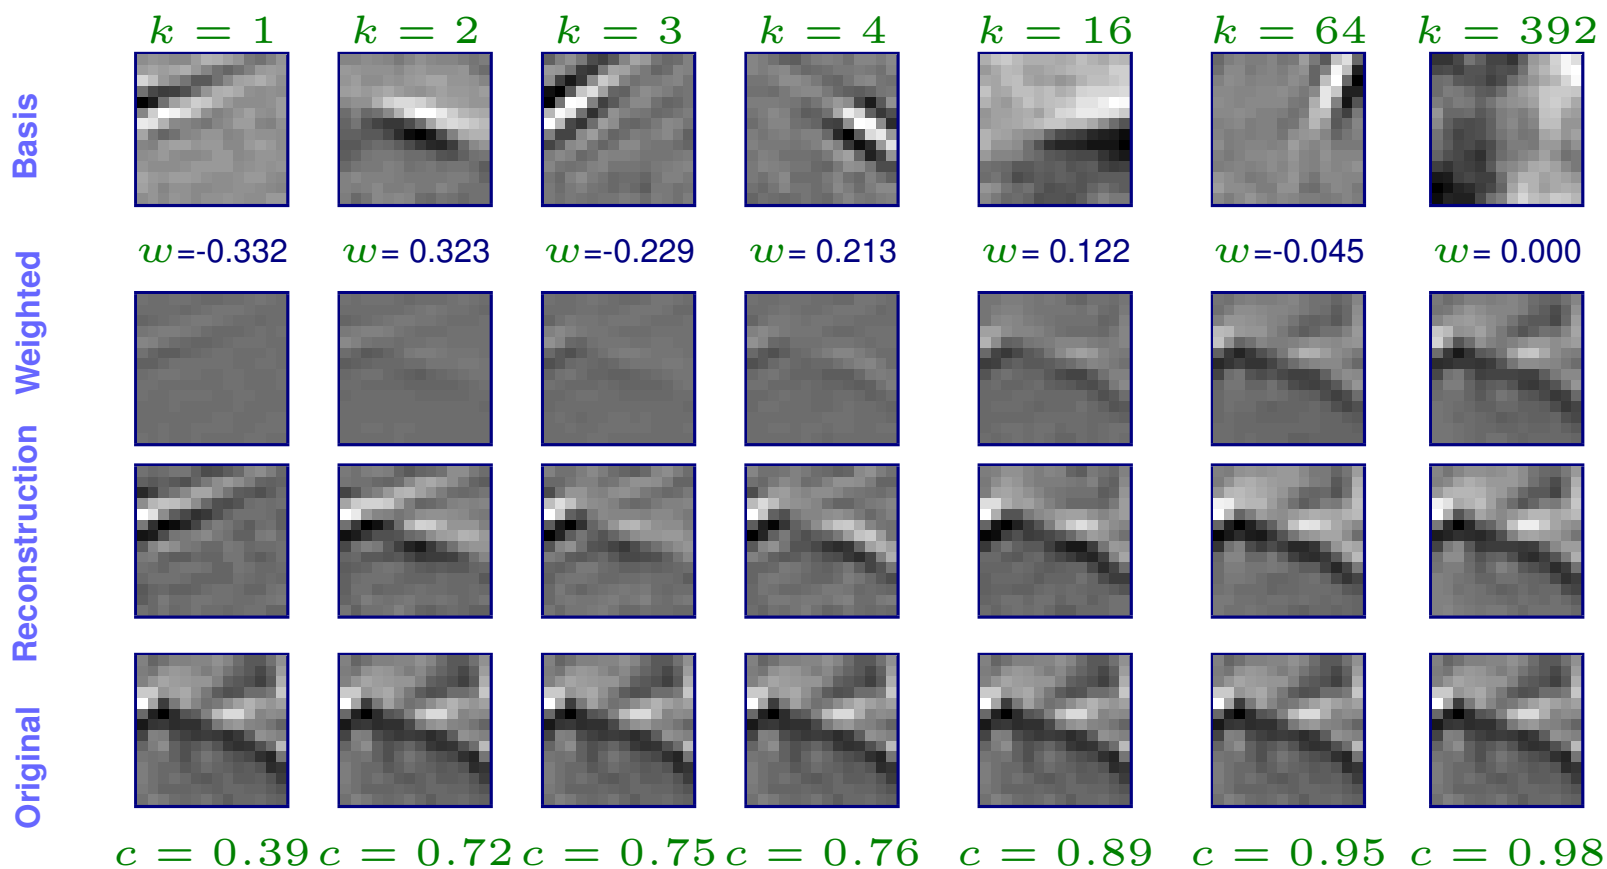 k = 1 k = 2 k = 3 k = 4 k = 16 k = 64 k = 392
Basis
w=-0.332 w= 0.323 w=-0.229 w= 0.213 w= 0.122 w=-0.045 w= 0.000
Weighted
Reconstruction
Original
c = 0.39 c = 0.72 c = 0.75 c = 0.76 c = 0.89 c = 0.95 c = 0.98